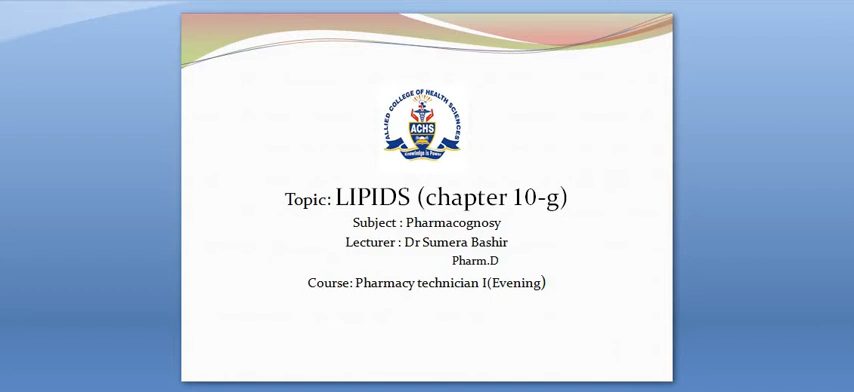 ALLIED COLLEGE OF HEALTH SCIENCES
ACHS
Knowledge is Power
Topic: LIPIDS (chapter 10-g)
Subject : Pharmacognosy
Lecturer : Dr Sumera Bashir
Pharm.D
Course: Pharmacy technician I(Evening)